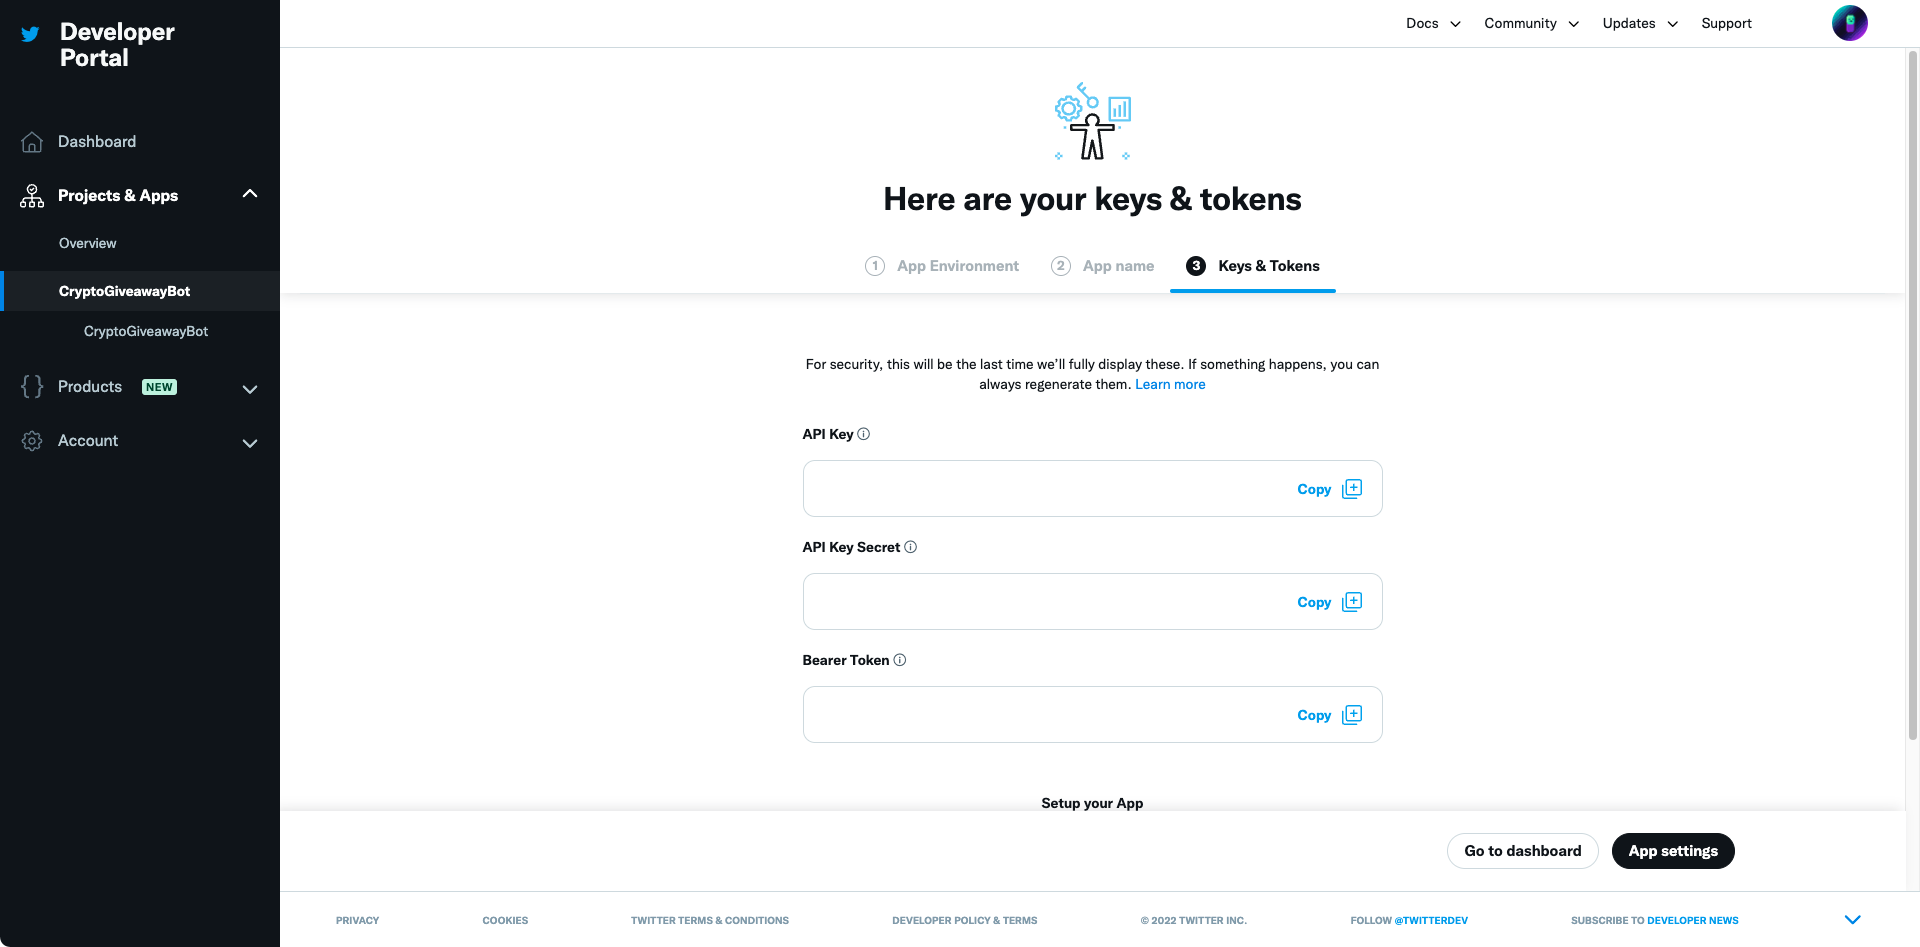 Developer
Portal
Docs
Community
Updates
Support
Dashboard
Projects & Apps
Overview
CryptoGiveawayBot
CryptoGiveawayBot
Products NEW
Account
Here are your keys & tokens
1 App Environment
2 App name
3 Keys & Tokens
For security, this will be the last time we'll fully display these. If something happens, you can
always regenerate them. Learn more
API Key
Copy
API Key Secret
Copy
Bearer Token
Copy
Setup your App
Go to dashboard
App settings
PRIVACY
COOKIES
TWITTER TERMS & CONDITIONS
DEVELOPER POLICY & TERMS
© 2022 TWITTER INC.
FOLLOW @TWITTERDEV
SUBSCRIBE TO DEVELOPER NEWS